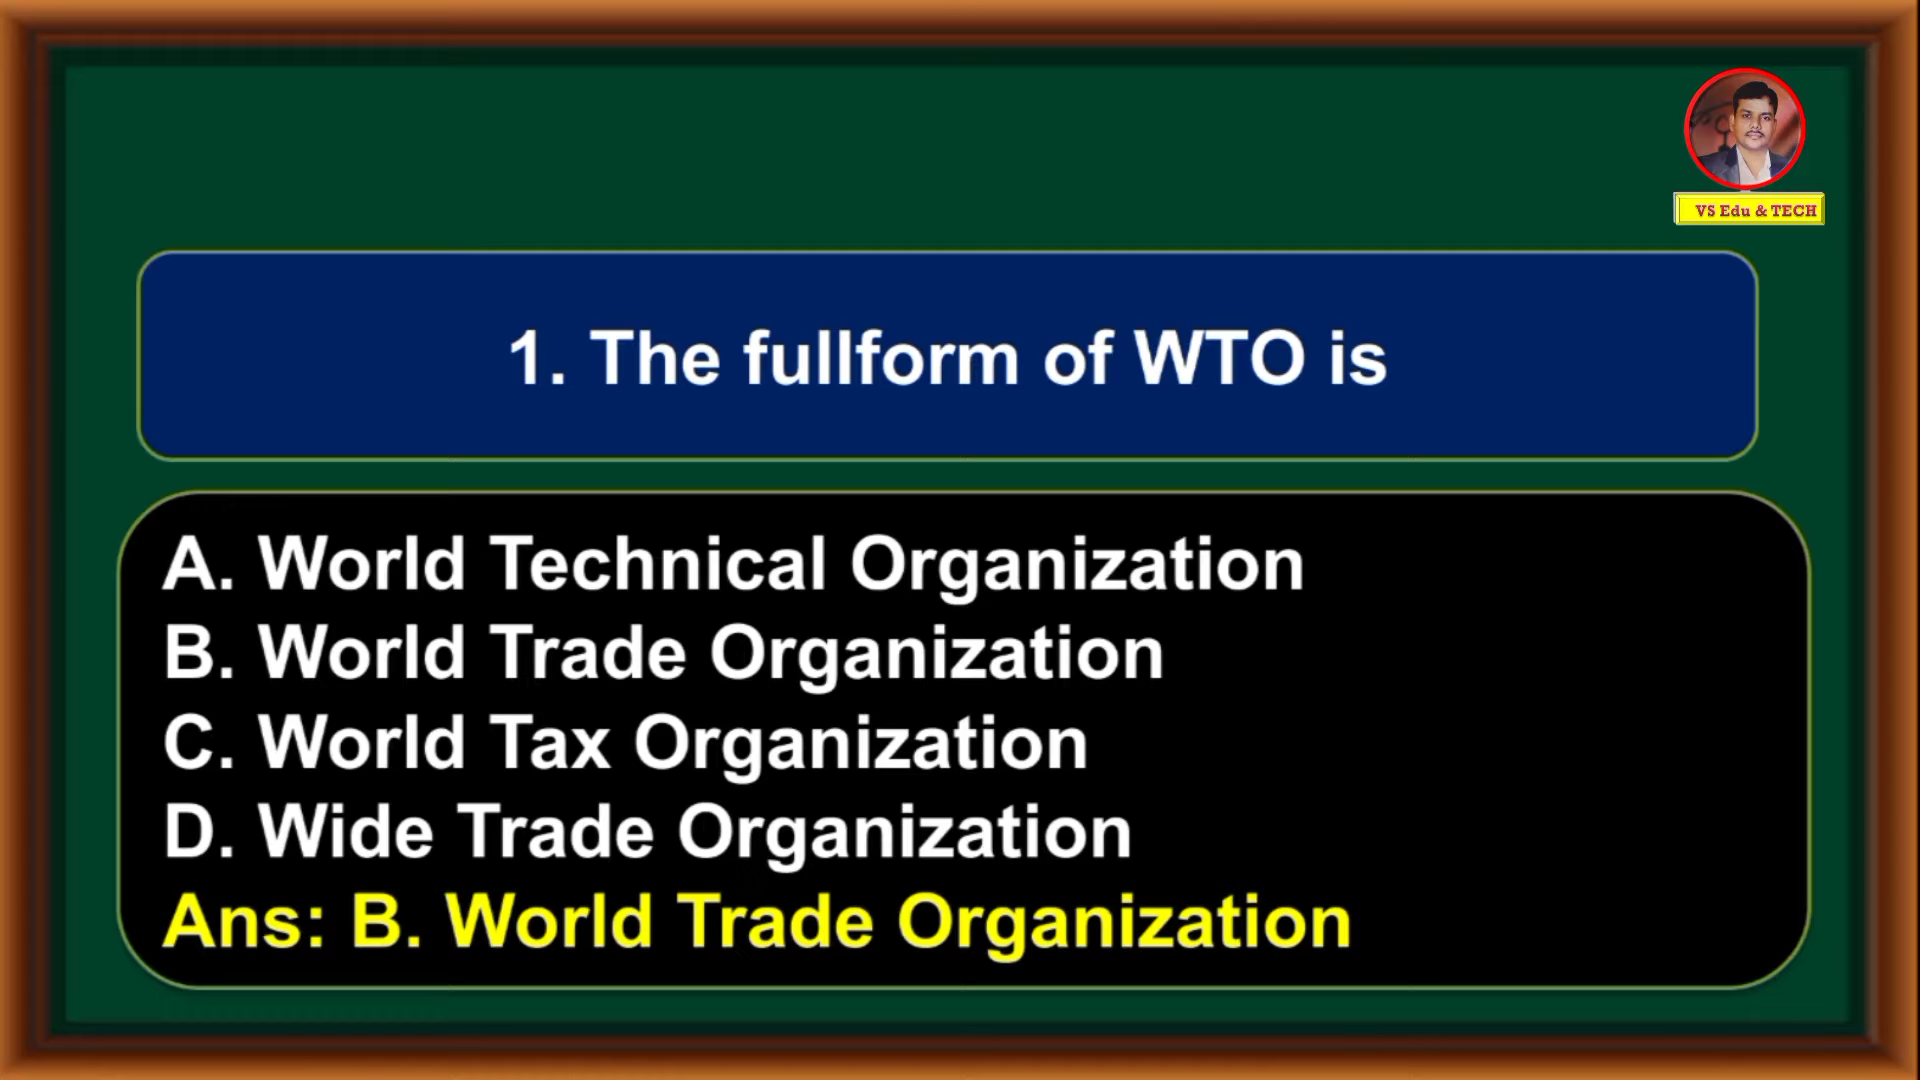 VS Edu & TECH
1. The fullform of WTO is
A. World Technical Organization
B. World Trade Organization
C. World Tax Organization
D. Wide Trade Organization
Ans: B. World Trade Organization